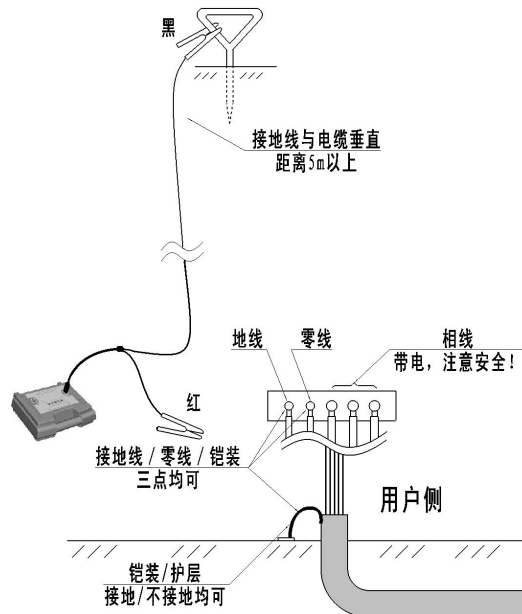 黑
接地线与电缆垂直
距离5m以上
地线
零线
相线
带电，注意安全！
红
接地线/零线/铠装
三点均可
用户侧
铠装/护层
接地/不接地均可